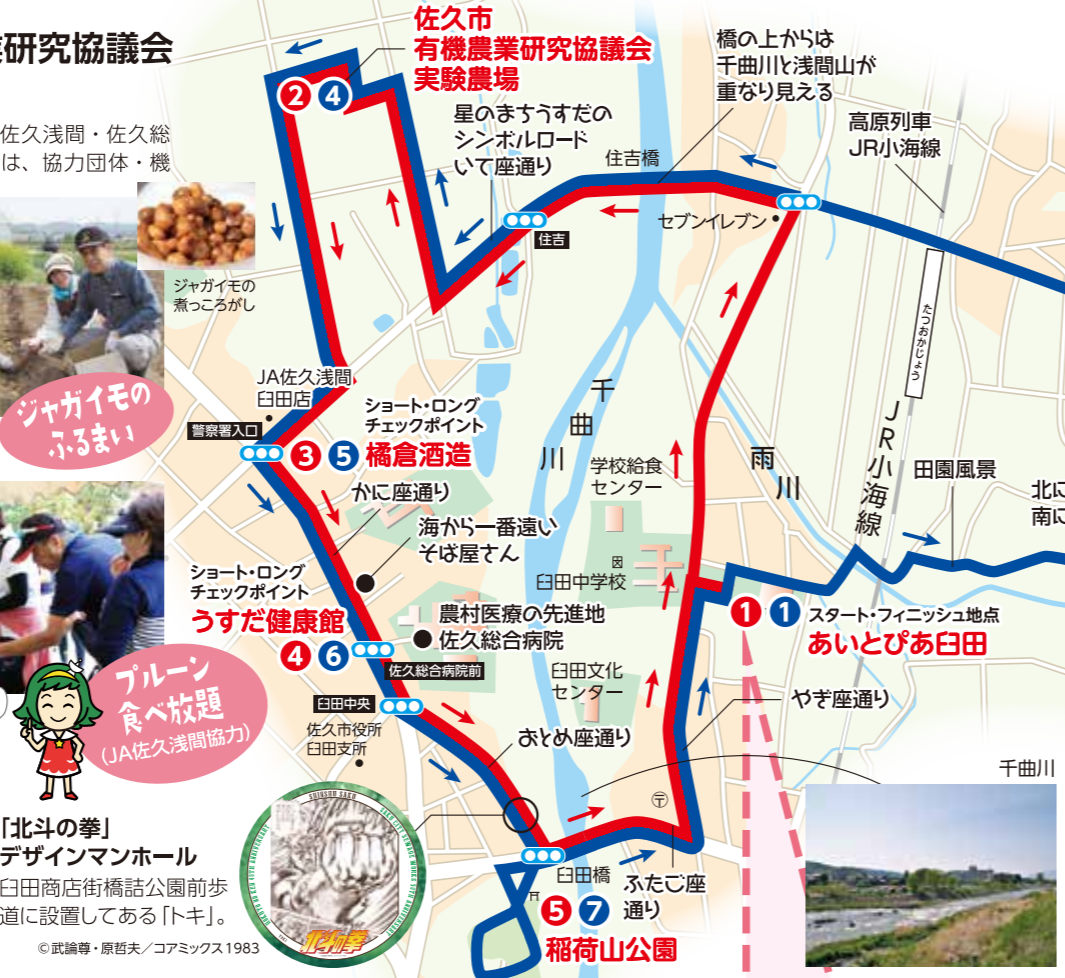 業研究協議会
佐久浅間・佐久総
は、協力団体・機
ジャガイモの
煮っころがし
ジャガイモの
ふるまい
佐久市
有機農業研究協議会
実験農場
2 4
星のまちうすだの
シンボルロード
いて座通り
橋の上からは
千曲川と浅間山が
重なり見える
高原列車
JR小海線
住吉橋
セブンイレブン
住吉
たつおかじょう
JA佐久浅間
臼田店
警察署入口
ショート・ロング
チェックポイント
3 5 橘倉酒造
かに座通り
海から一番遠い
そば屋さん
千曲川
学校給食
センター
雨川
JR小海線
田園風景
北に
南に
臼田中学校
文
ショート・ロング
チェックポイント
うすだ健康館
4 6
農村医療の先進地
佐久総合病院
佐久総合病院前
臼田中央
佐久市役所
臼田支所
1 1 スタート・フィニッシュ地点
あいとぴあ臼田
臼田文化
センター
やぎ座通り
おとめ座通り
プルーン
食べ放題
(JA佐久浅間協力)
千曲川
〒
臼田橋
ふたご座
通り
5 7
稲荷山公園
「北斗の拳」
デザインマンホール
臼田商店街橋詰公園前歩
道に設置してある「トキ」。
©武論尊・原哲夫/コアミックス1983
SHINSHU SAKU
北斗の拳